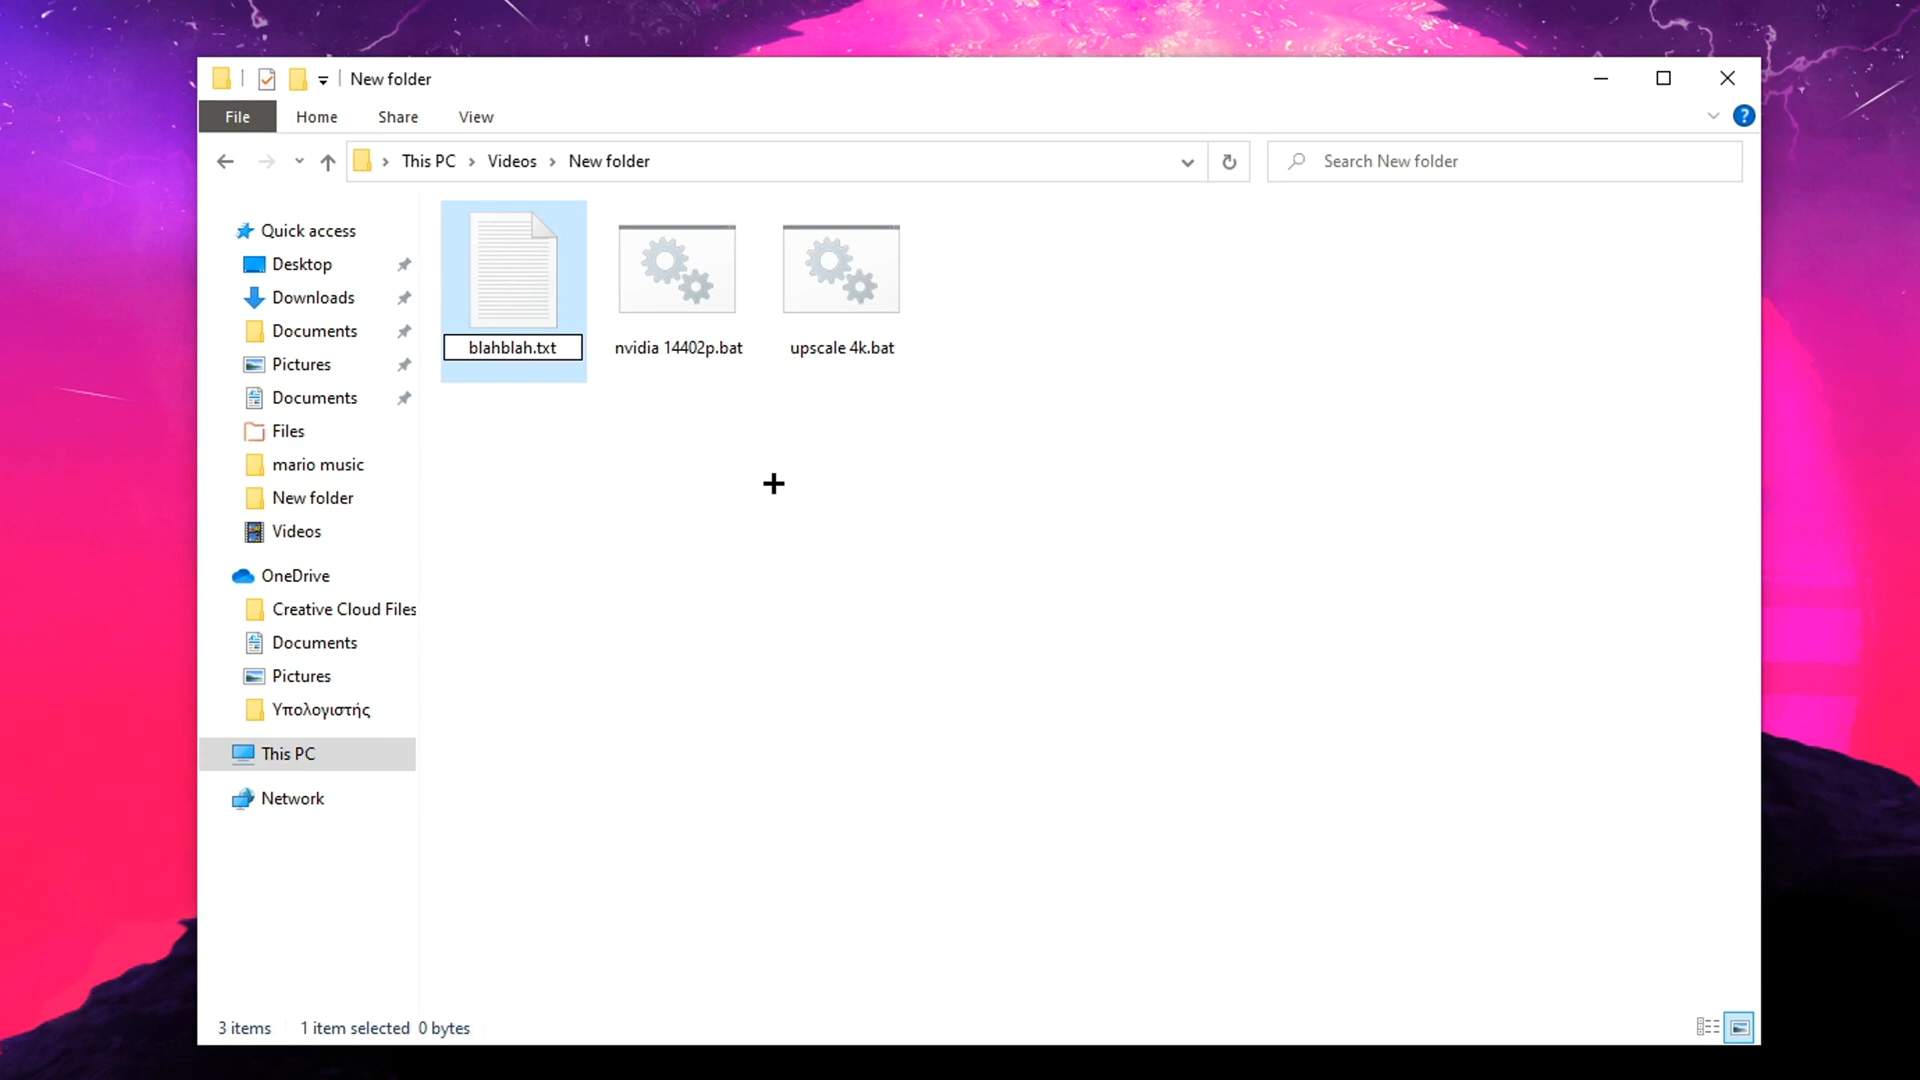 New folder
File Home Share View
This PC Videos New folder
Search New folder
Quick access
Desktop
Downloads
Documents
Pictures
Documents
Files
mario music
New folder
Videos
OneDrive
Creative Cloud Files
Documents
Pictures
Υπολογιστής
This PC
Network
blahblah.txt
nvidia 14402p.bat
upscale 4k.bat
3 items 1 item selected 0 bytes